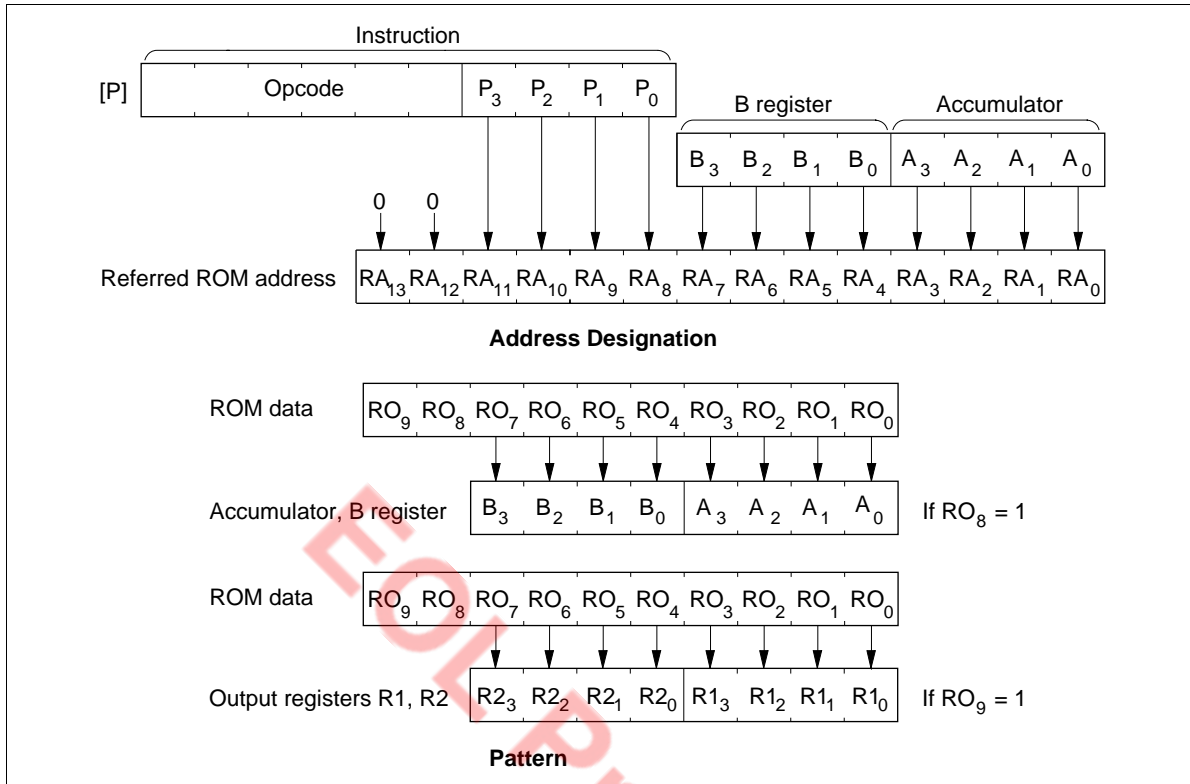 Instruction
[P] Opcode P3 P2 P1 P0
B register Accumulator
B3 B2 B1 B0 A3 A2 A1 A0
0 0
Referred ROM address RA13 RA12 RA11 RA10 RA9 RA8 RA7 RA6 RA5 RA4 RA3 RA2 RA1 RA0
Address Designation
ROM data RO9 RO8 RO7 RO6 RO5 RO4 RO3 RO2 RO1 RO0
Accumulator, B register B3 B2 B1 B0 A3 A2 A1 A0 If RO8 = 1
ROM data RO9 RO8 RO7 RO6 RO5 RO4 RO3 RO2 RO1 RO0
Output registers R1, R2 R23 R22 R21 R20 R13 R12 R11 R10 If RO9 = 1
Pattern
EOL Pr